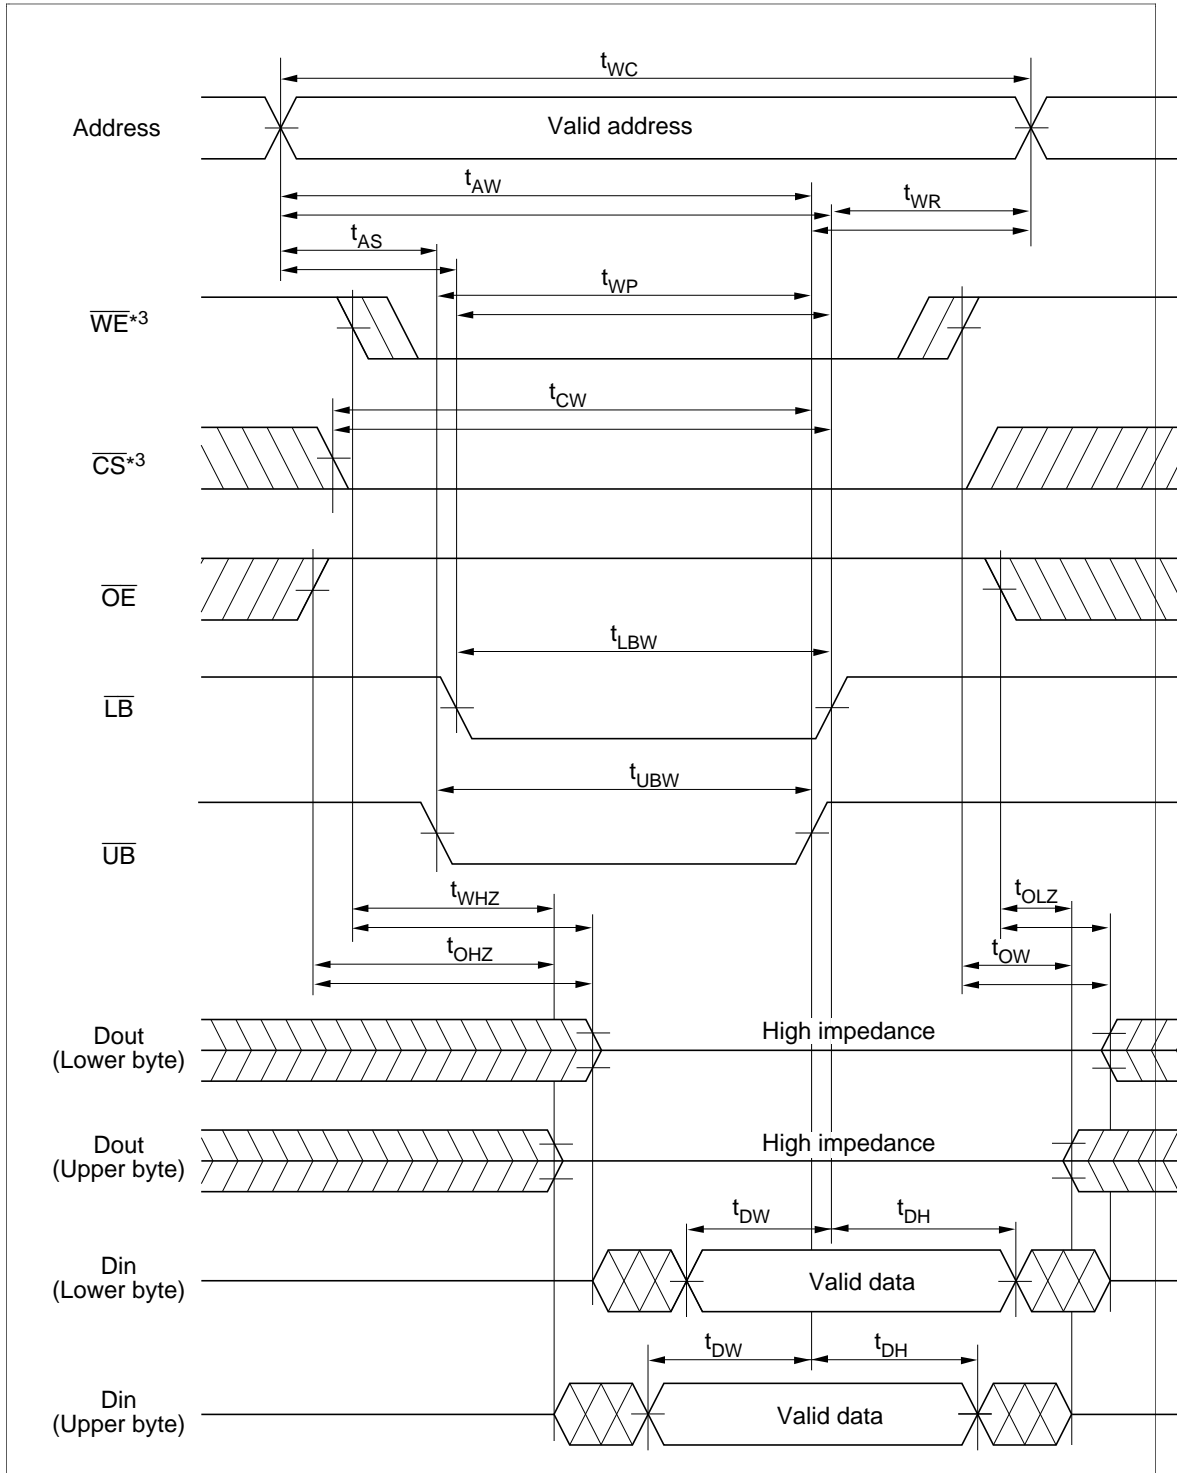 tWC
Address
Valid address
tAW
tWR
tAS
tWP
WE*3
tCW
CS*3
OE
tLBW
LB
tUBW
UB
tWHZ
tOLZ
tOHZ
tOW
Dout
(Lower byte)
High impedance
Dout
(Upper byte)
High impedance
tDW
tDH
Din
(Lower byte)
Valid data
tDW
tDH
Din
(Upper byte)
Valid data